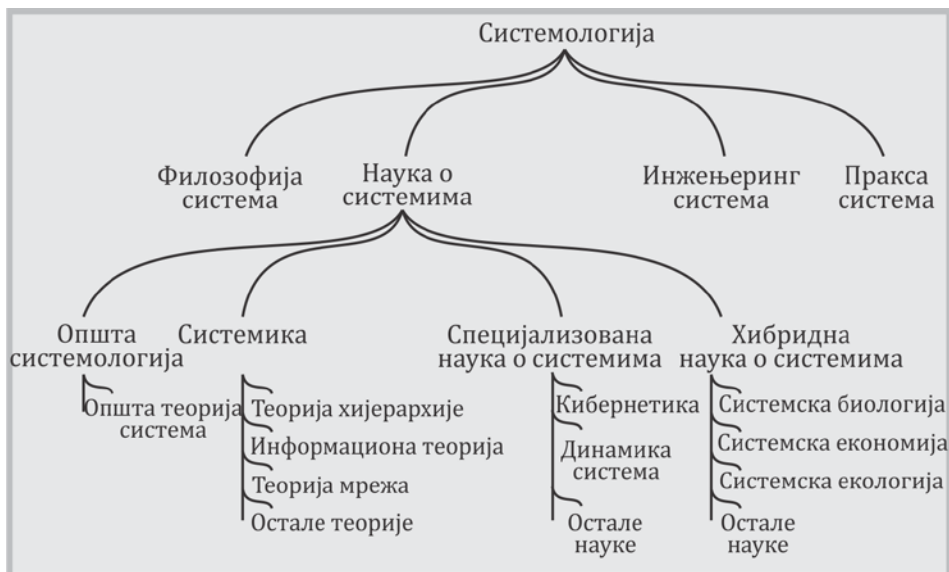 Системологија
Филозофија
система
Наука о
системима
Инжењеринг
система
Пракса
система
Општа
системологија
Системика
Специјализована
наука о системима
Хибридна
наука о системима
Општа теорија
система
Теорија хијерархије
Информациона теорија
Теорија мрежа
Остале теорије
Кибернетика
Динамика
система
Остале
науке
Системска биологија
Системска економија
Системска екологија
Остале
науке